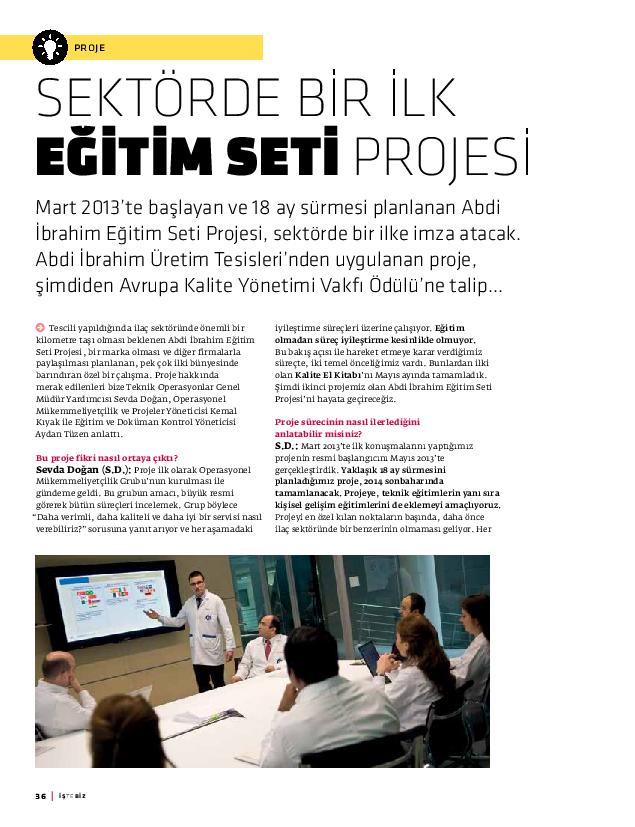 PROJE
SEKTÖRDE BİR İLK
EĞİTİM SETİ PROJESİ
Mart 2013'te başlayan ve 18 ay sürmesi planlanan Abdi
İbrahim Eğitim Seti Projesi, sektörde bir ilke imza atacak.
Abdi İbrahim Üretim Tesisleri'nden uygulanan proje,
şimdiden Avrupa Kalite Yönetimi Vakfı Ödülü'ne talip...
Tescili yapıldığında ilaç sektöründe önemli bir
kilometre taşı olması beklenen Abdi İbrahim Eğitim
Seti Projesi, bir marka olması ve diğer firmalarla
paylaşılması planlanan, pek çok ilki bünyesinde
barındıran özel bir çalışma. Proje hakkında
merak edilenleri bize Teknik Operasyonlar Genel
Müdür Yardımcısı Sevda Doğan, Operasyonel
Mükemmeliyetçilik ve Projeler Yöneticisi Kemal
Kıyak ile Eğitim ve Doküman Kontrol Yöneticisi
Aydan Tüzen anlattı.
Bu proje fikri nasıl ortaya çıktı?
Sevda Doğan (S.D.): Proje ilk olarak Operasyonel
Mükemmeliyetçilik Grubu'nun kurulması ile
gündeme geldi. Bu grubun amacı, büyük resmi
görerek bütün süreçleri incelemek. Grup böylece
"Daha verimli, daha kaliteli ve daha iyi bir servisi nasıl
verebiliriz?" sorusuna yanıt arıyor ve her aşamadaki
iyileştirme süreçleri üzerine çalışıyor. Eğitim
olmadan süreç iyileştirme kesinlikle olmuyor.
Bu bakış açısı ile hareket etmeye karar verdiğimiz
süreçte, iki temel önceliğimiz vardı. Bunlardan ilki
olan Kalite El Kitabı'nı Mayıs ayında tamamladık.
Şimdi ikinci projemiz olan Abdi İbrahim Eğitim Seti
Projesi'ni hayata geçireceğiz.
Proje sürecinin nasıl ilerlediğini
anlatabilir misiniz?
S.D.: Mart 2013'te ilk konuşmalarını yaptığımız
projenin resmi başlangıcını Mayıs 2013'te
gerçekleştirdik. Yaklaşık 18 ay sürmesini
planladığımız proje, 2014 sonbaharında
tamamlanacak. Projeye, teknik eğitimlerin yanı sıra
kişisel gelişim eğitimlerini de eklemeyi amaçlıyoruz.
Projeyi en özel kılan noktaların başında, daha önce
ilaç sektöründe bir benzerinin olmaması geliyor. Her
36 | İŞTE BİZ